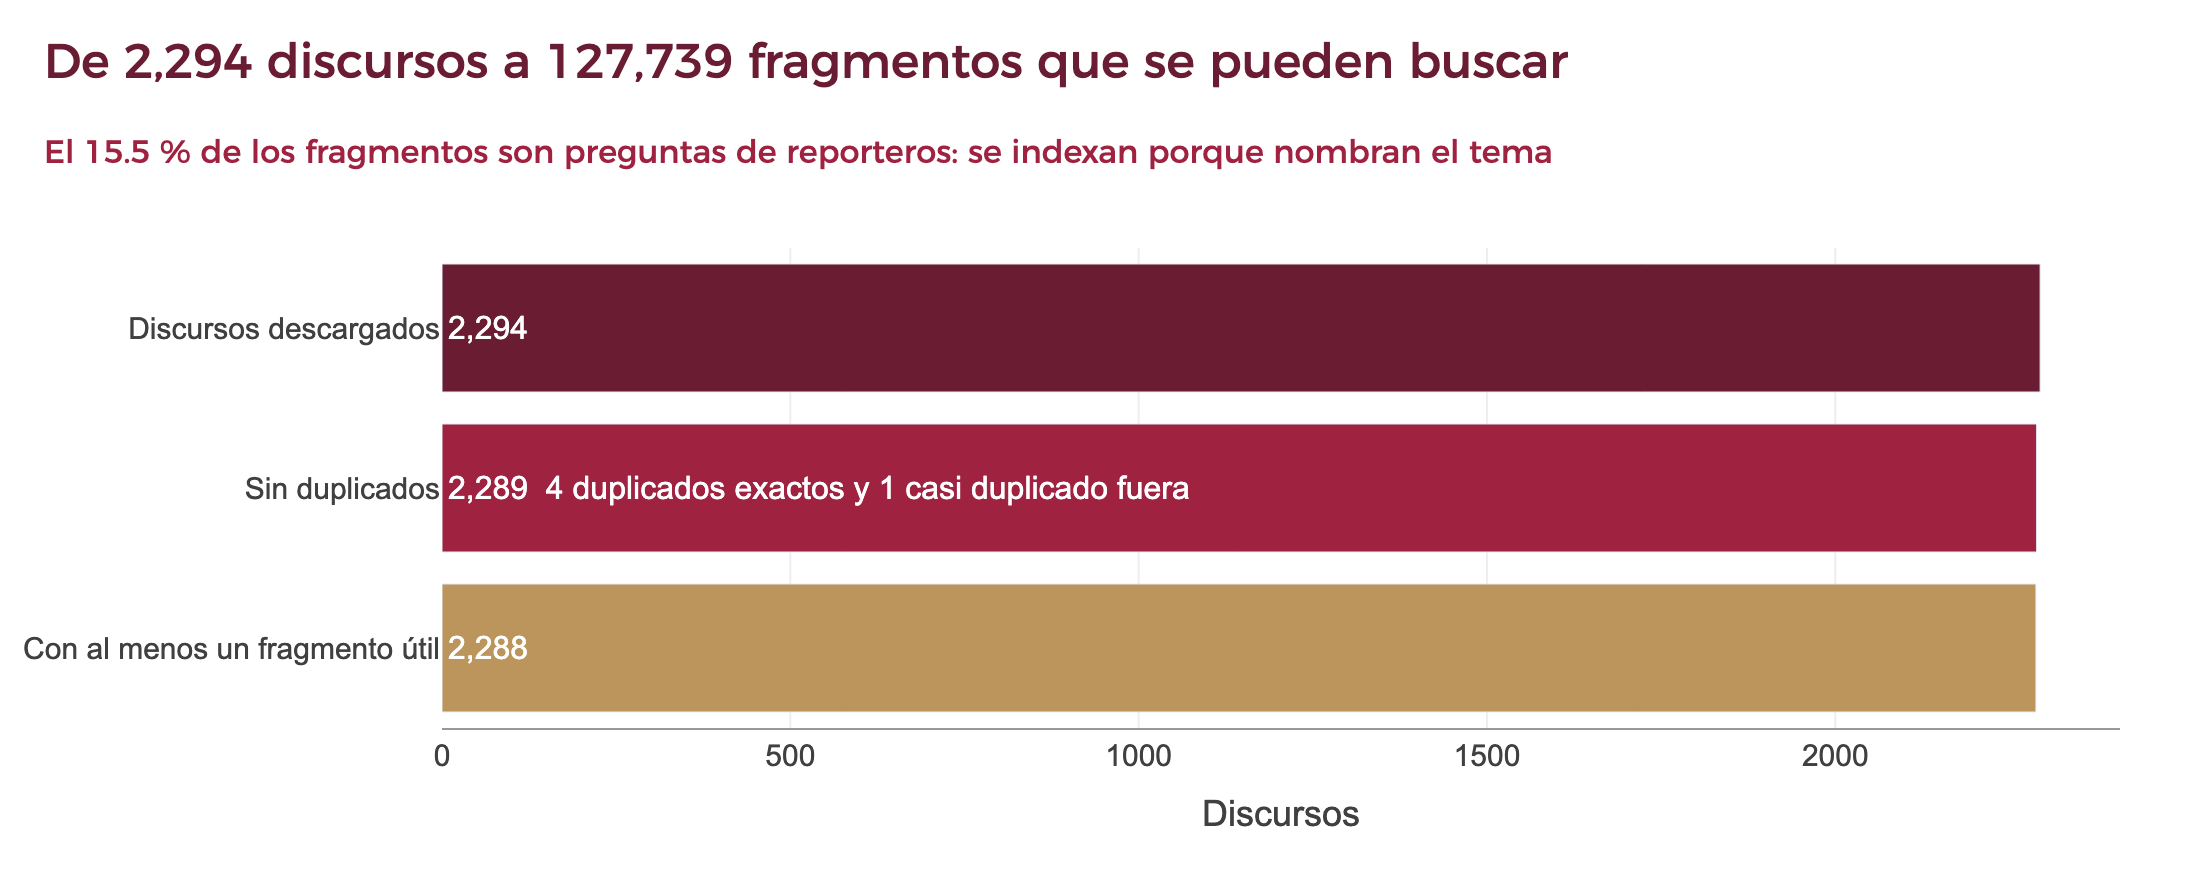 De 2,294 discursos a 127,739 fragmentos que se pueden buscar
El 15.5 % de los fragmentos son preguntas de reporteros: se indexan porque nombran el tema
Discursos descargados 2,294
Sin duplicados 2,289 4 duplicados exactos y 1 casi duplicado fuera
Con al menos un fragmento útil 2,288
0 500 1000 1500 2000
Discursos